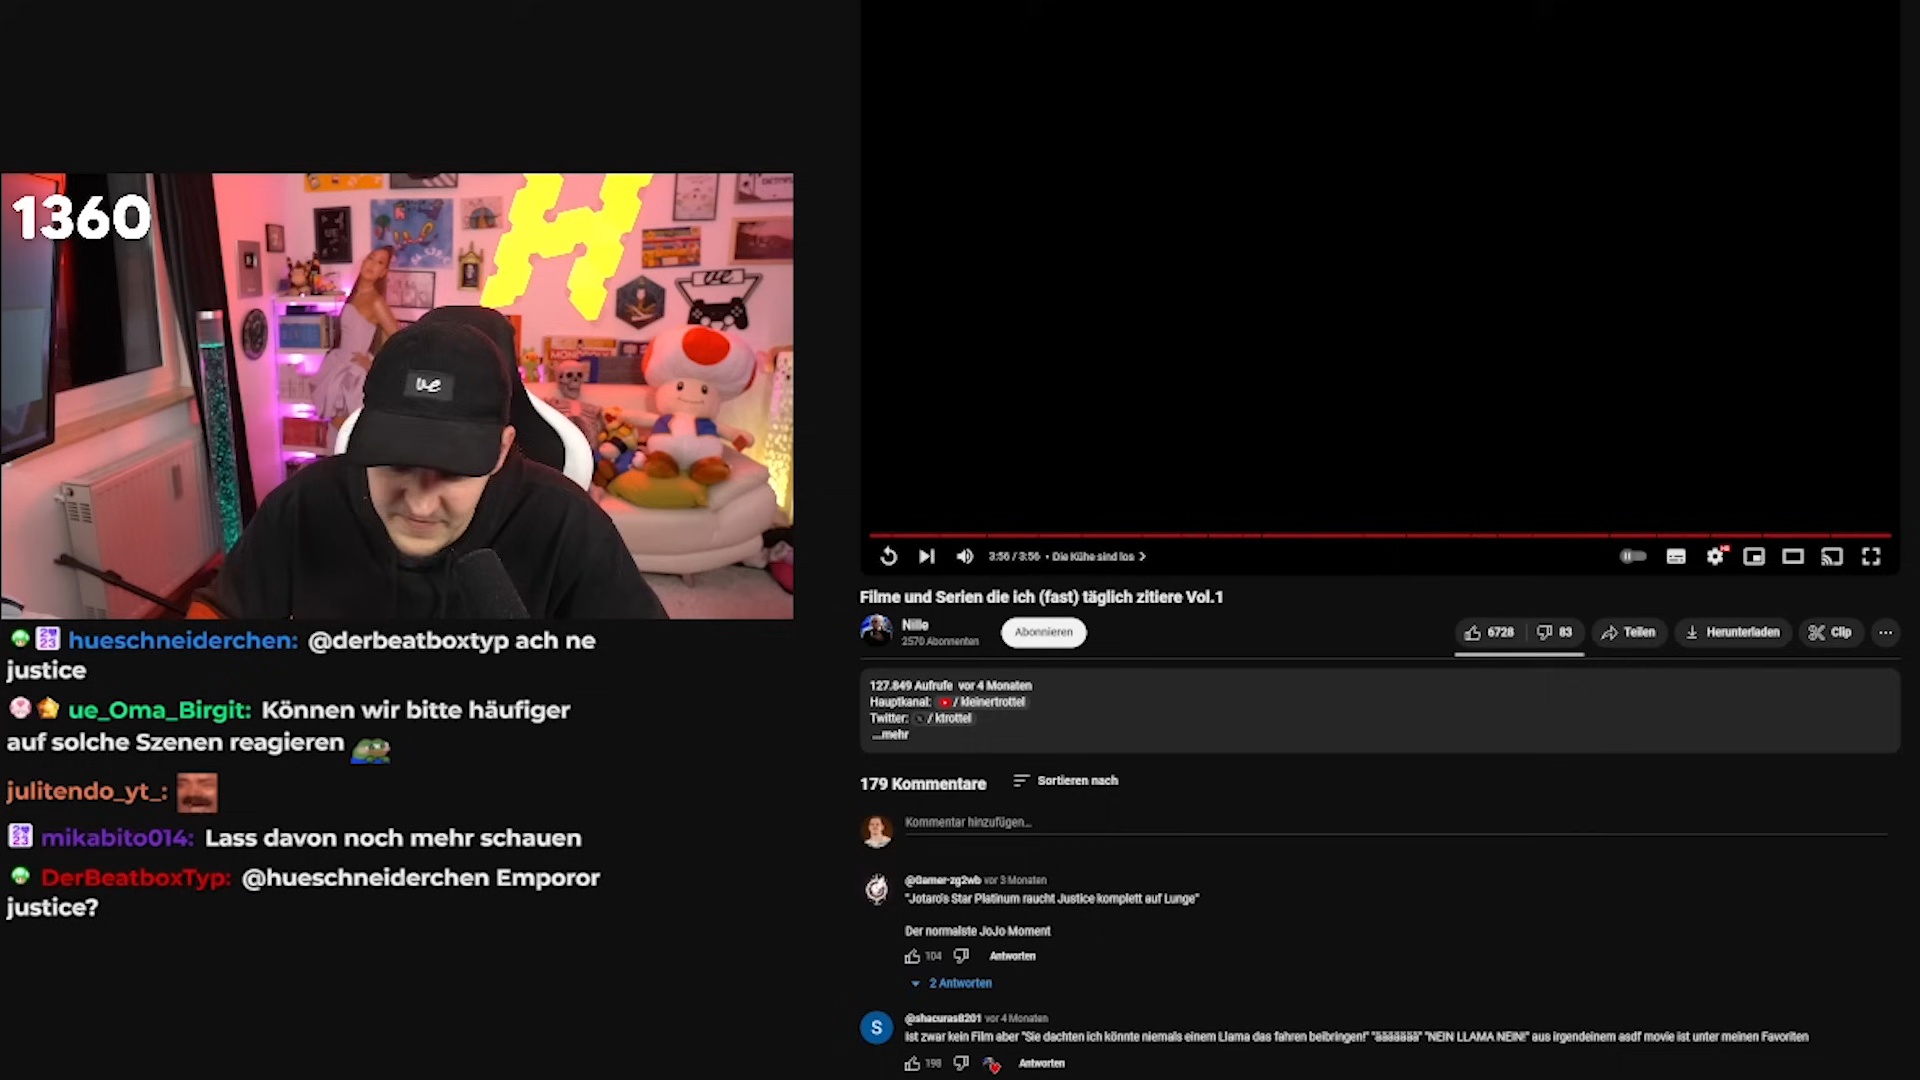 1360
ue
ue
hueschneiderchen: @derbeatboxtyp ach ne
justice
ue_Oma_Birgit: Können wir bitte häufiger
auf solche Szenen reagieren
julitendo_yt_:
mikabito014: Lass davon noch mehr schauen
DerBeatboxTyp: @hueschneiderchen Emporor
justice?
3:56 / 3:56 • Die Kühe sind los
Filme und Serien die ich (fast) täglich zitiere Vol.1
Nille
2570 Abonnenten
Abonnieren
6728
83
Teilen
Herunterladen
Clip
127.849 Aufrufe vor 4 Monaten
Hauptkanal: / kleinertrottel
Twitter: / ktrottel
...mehr
179 Kommentare
Sortieren nach
Kommentar hinzufügen...
@Gamer-zg2wb vor 3 Monaten
"Jotaro's Star Platinum raucht Justice komplett auf Lunge"
Der normalste JoJo Moment
104
Antworten
2 Antworten
S
@shacuras8201 vor 4 Monaten
Ist zwar kein Film aber "Sie dachten ich könnte niemals einem Llama das fahren beibringen!" "äääääää" "NEIN LLAMA NEIN!" aus irgendeinem asdf movie ist unter meinen Favoriten
198
Antworten